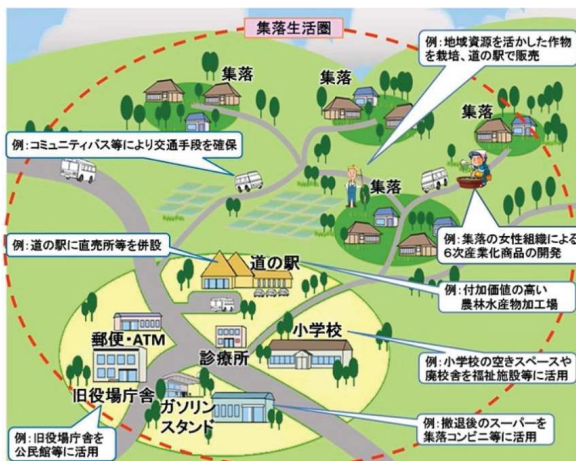 集落生活圏
例：地域資源を活かした作物
を栽培、道の駅で販売
集落
集落
集落
例：コミュニティバス等により交通手段を確保
集落
例：集落の女性組織による
6次産業化商品の開発
例：道の駅に直売所等を併設
道の駅
例：付加価値の高い
農林水産物加工場
郵便・ATM
診療所
小学校
例：小学校の空きスペースや
廃校舎を福祉施設等に活用
旧役場庁舎
ガソリン
スタンド
例：旧役場庁舎を
公民館等に活用
例：撤退後のスーパーを
集落コンビニ等に活用